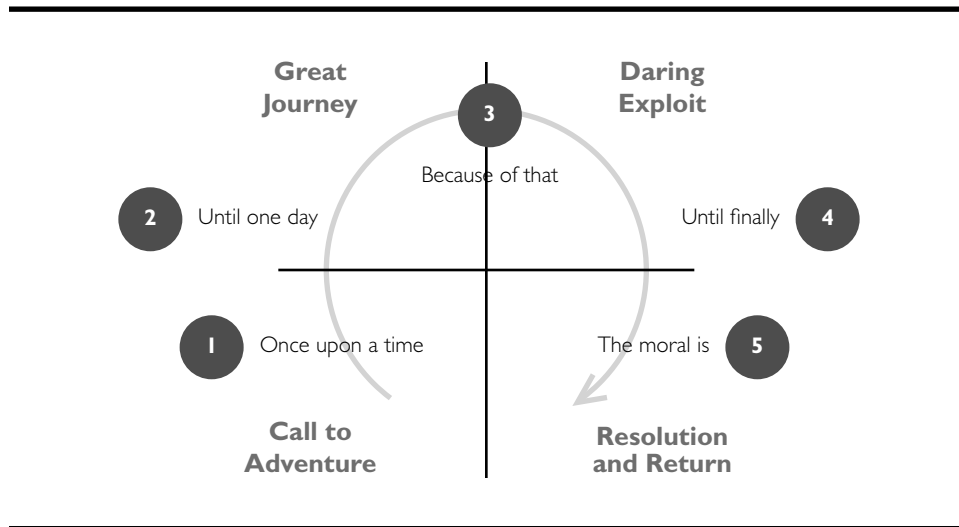 Great
Journey
Daring
Exploit
3
Because of that
2
Until one day
Until finally
4
1
Once upon a time
The moral is
5
Call to
Adventure
Resolution
and Return